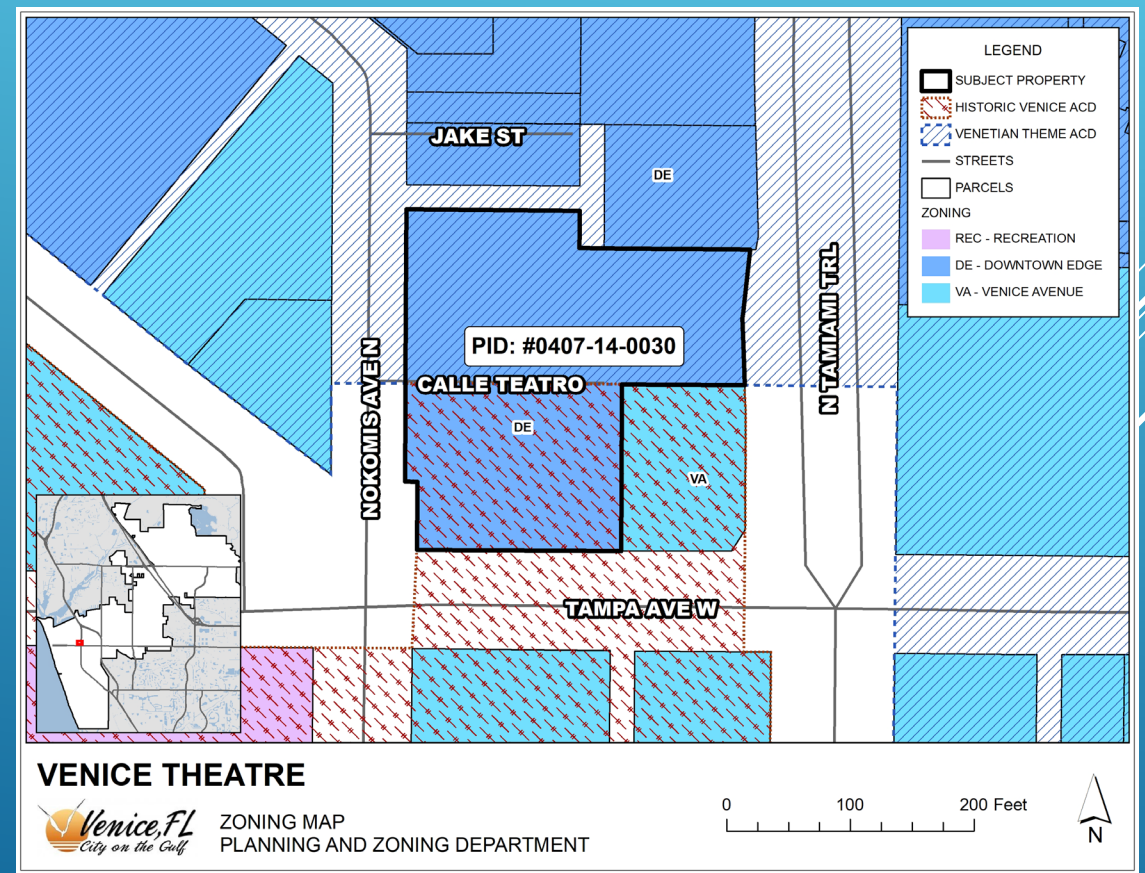 LEGEND
SUBJECT PROPERTY
HISTORIC VENICE ACD
VENETIAN THEME ACD
STREETS
PARCELS
ZONING
REC - RECREATION
DE - DOWNTOWN EDGE
VA - VENICE AVENUE
JAKE ST
DE
N TAMIAMI TRL
PID: #0407-14-0030
NOKOMIS AVE N
CALLE TEATRO
DE
VA
TAMPA AVE W
VENICE THEATRE
Venice, FL
City on the Gulf
ZONING MAP
PLANNING AND ZONING DEPARTMENT
0 100 200 Feet
N